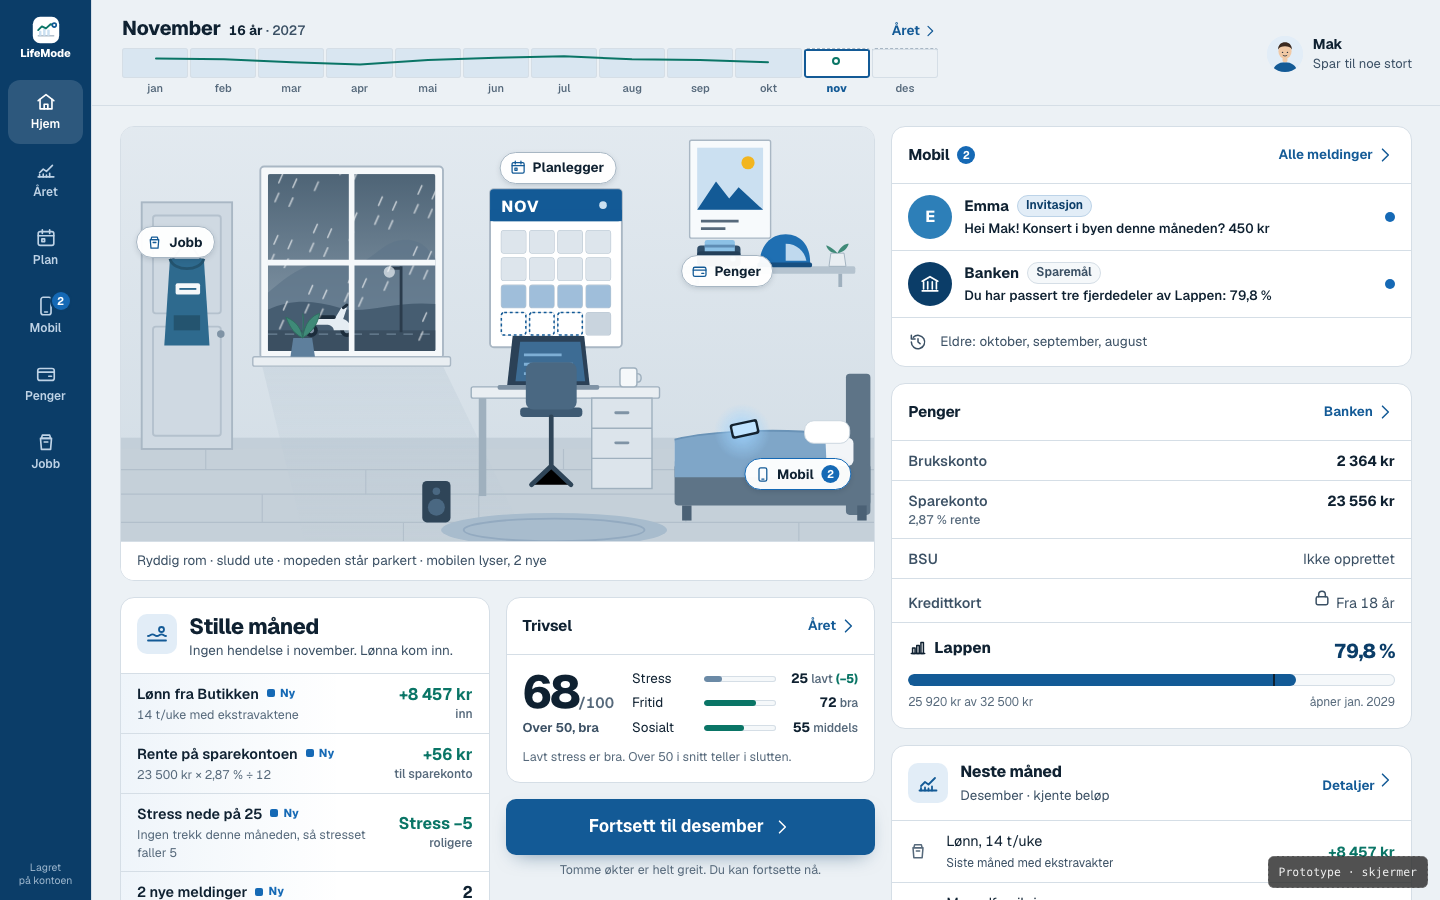 LifeMode
Hjem
Året
Plan
2
Mobil
Penger
Jobb
Lagret
på kontoen
November 16 år · 2027
Året
jan feb mar apr mai jun jul aug sep okt nov des
Mak
Spar til noe stort
Planlegger
NOV
Jobb
Penger
Mobil 2
Ryddig rom · sludd ute · mopeden står parkert · mobilen lyser, 2 nye
Stille måned
Ingen hendelse i november. Lønna kom inn.
Lønn fra Butikken Ny +8 457 kr
14 t/uke med ekstravaktene inn
Rente på sparekontoen Ny +56 kr
23 500 kr × 2,87 % ÷ 12 til sparekonto
Stress nede på 25 Ny Stress −5
Ingen trekk denne måneden, så stresset faller 5 roligere
2 nye meldinger Ny 2
Trivsel Året
68/100
Over 50, bra
Stress 25 lavt (−5)
Fritid 72 bra
Sosialt 55 middels
Lavt stress er bra. Over 50 i snitt teller i slutten.
Fortsett til desember
Tomme økter er helt greit. Du kan fortsette nå.
Mobil 2 Alle meldinger
E
Emma Invitasjon
Hei Mak! Konsert i byen denne måneden? 450 kr
Banken Sparemål
Du har passert tre fjerdedeler av Lappen: 79,8 %
Eldre: oktober, september, august
Penger Banken
Brukskonto 2 364 kr
Sparekonto 23 556 kr
2,87 % rente
BSU Ikke opprettet
Kredittkort Fra 18 år
Lappen 79,8 %
25 920 kr av 32 500 kr åpner jan. 2029
Neste måned
Desember · kjente beløp
Detaljer
Lønn, 14 t/uke +8 457 kr
Siste måned med ekstravakter
Prototype · skjermer